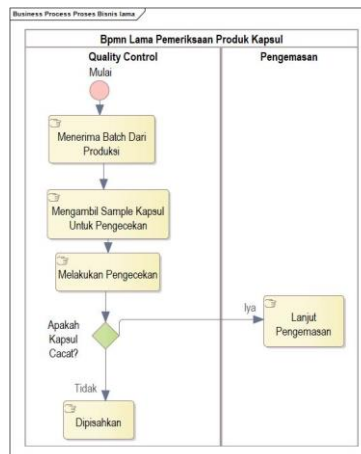 Business Process Proses Bisnis lama
Bpmn Lama Pemeriksaan Produk Kapsul
Quality Control
Pengemasan
Mulai
Menerima Batch Dari
Produksi
Mengambil Sample Kapsul
Untuk Pengecekan
Melakukan Pengecekan
Apakah
Kapsul
Cacat?
Iya
Lanjut
Pengemasan
Tidak
Dipisahkan